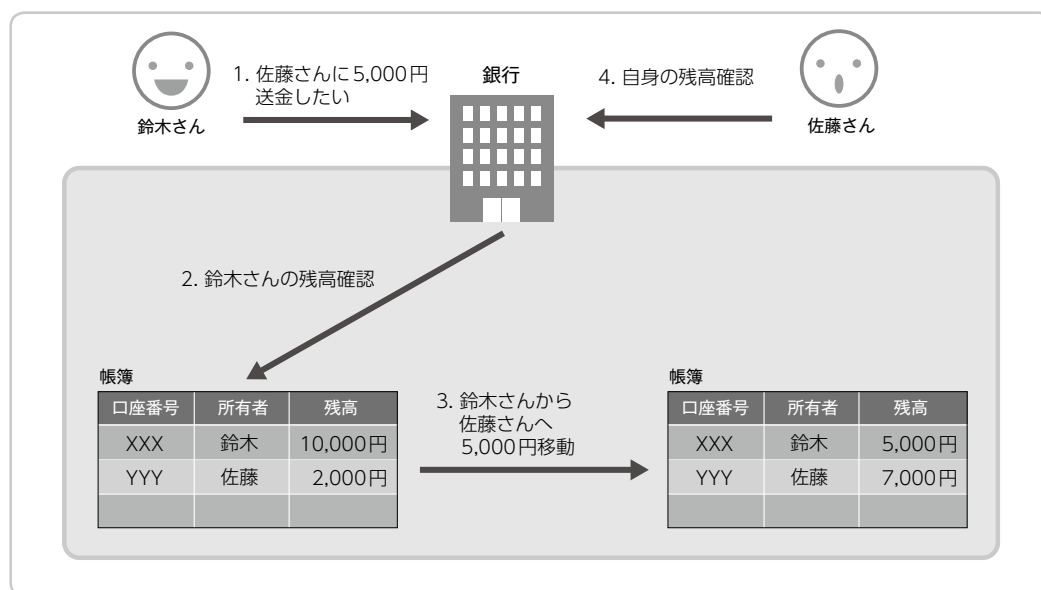 1. 佐藤さんに5,000円
送金したい
鈴木さん
銀行
4. 自身の残高確認
佐藤さん
2. 鈴木さんの残高確認
帳簿
口座番号 所有者 残高
XXX 鈴木 10,000円
YYY 佐藤 2,000円
3. 鈴木さんから
佐藤さんへ
5,000円移動
帳簿
口座番号 所有者 残高
XXX 鈴木 5,000円
YYY 佐藤 7,000円